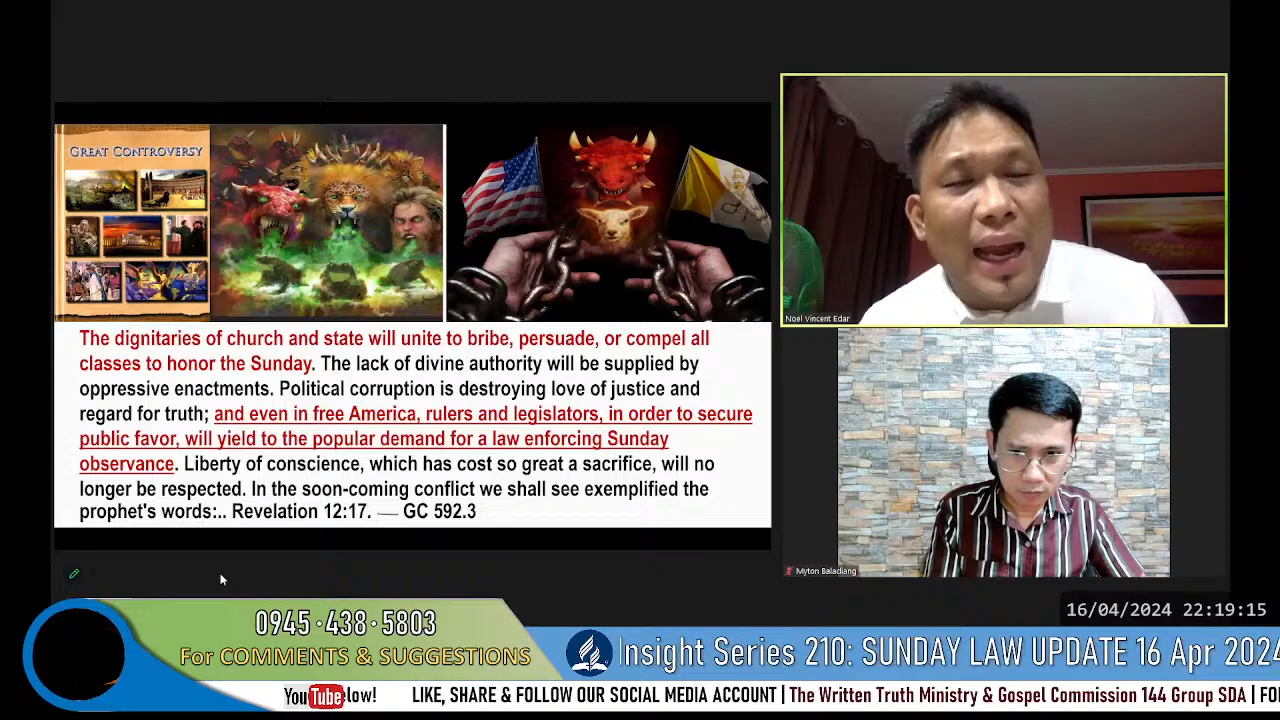 GREAT CONTROVERSY
The dignitaries of church and state will unite to bribe, persuade, or compel all
classes to honor the Sunday. The lack of divine authority will be supplied by
oppressive enactments. Political corruption is destroying love of justice and
regard for truth; and even in free America, rulers and legislators, in order to secure
public favor, will yield to the popular demand for a law enforcing Sunday
observance. Liberty of conscience, which has cost so great a sacrifice, will no
longer be respected. In the soon-coming conflict we shall see exemplified the
prophet's words:.. Revelation 12:17. — GC 592.3
Noel Vincent Edar
Myton Baladiang
16/04/2024 22:19:15
0945·438·5803
For COMMENTS & SUGGESTIONS
Insight Series 210: SUNDAY LAW UPDATE 16 Apr 2024
YouTube low! LIKE, SHARE & FOLLOW OUR SOCIAL MEDIA ACCOUNT | The Written Truth Ministry & Gospel Commission 144 Group SDA | FO